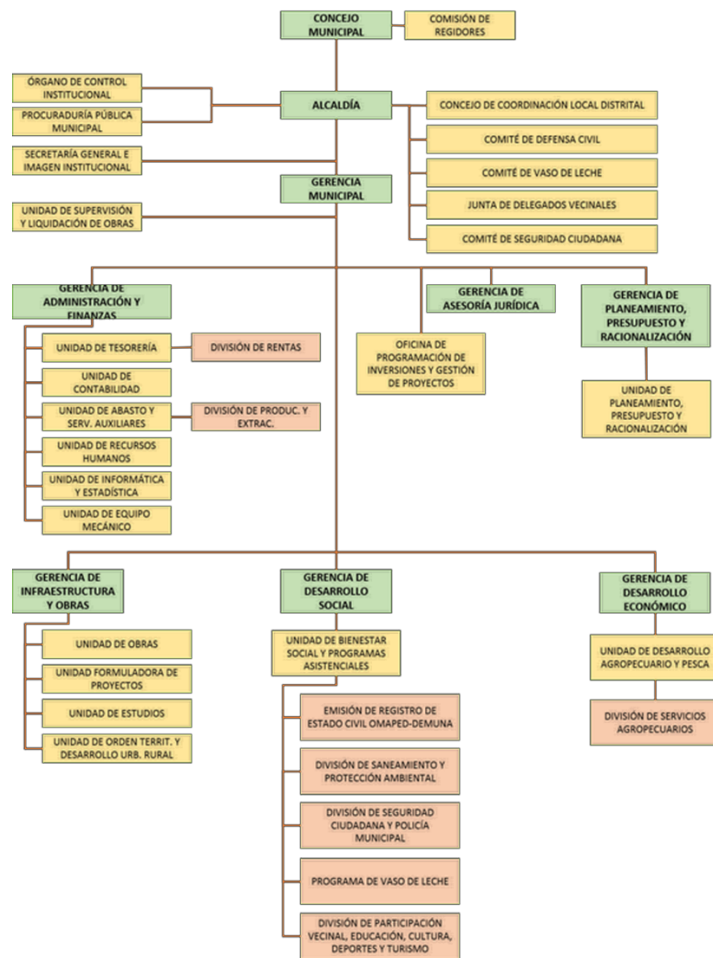 CONCEJO
MUNICIPAL
COMISIÓN DE
REGIDORES
ÓRGANO DE CONTROL
INSTITUCIONAL
PROCURADURÍA PÚBLICA
MUNICIPAL
ALCALDÍA
CONCEJO DE COORDINACIÓN LOCAL DISTRITAL
COMITÉ DE DEFENSA CIVIL
SECRETARÍA GENERAL E
IMAGEN INSTITUCIONAL
COMITÉ DE VASO DE LECHE
GERENCIA
MUNICIPAL
JUNTA DE DELEGADOS VECINALES
UNIDAD DE SUPERVISIÓN
Y LIQUIDACIÓN DE OBRAS
COMITÉ DE SEGURIDAD CIUDADANA
GERENCIA DE
ADMINISTRACIÓN Y
FINANZAS
GERENCIA DE
ASESORÍA JURÍDICA
GERENCIA DE
PLANEAMIENTO,
PRESUPUESTO Y
RACIONALIZACIÓN
UNIDAD DE TESORERÍA
DIVISIÓN DE RENTAS
OFICINA DE
PROGRAMACIÓN DE
INVERSIONES Y GESTIÓN
DE PROYECTOS
UNIDAD DE
CONTABILIDAD
UNIDAD DE
PLANEAMIENTO,
PRESUPUESTO Y
RACIONALIZACIÓN
UNIDAD DE ABASTO Y
SERV. AUXILIARES
DIVISIÓN DE PRODUC. Y
EXTRAC.
UNIDAD DE RECURSOS
HUMANOS
UNIDAD DE INFORMÁTICA
Y ESTADÍSTICA
UNIDAD DE EQUIPO
MECÁNICO
GERENCIA DE
INFRAESTRUCTURA
Y OBRAS
GERENCIA DE
DESARROLLO
SOCIAL
GERENCIA DE
DESARROLLO
ECONÓMICO
UNIDAD DE OBRAS
UNIDAD DE BIENESTAR
SOCIAL Y PROGRAMAS
ASISTENCIALES
UNIDAD DE DESARROLLO
AGROPECUARIO Y PESCA
UNIDAD FORMULADORA DE
PROYECTOS
UNIDAD DE ESTUDIOS
EMISIÓN DE REGISTRO DE
ESTADO CIVIL OMAPED-DEMUNA
DIVISIÓN DE SERVICIOS
AGROPECUARIOS
UNIDAD DE ORDEN TERRIT. Y
DESARROLLO URB. RURAL
DIVISIÓN DE SANEAMIENTO Y
PROTECCIÓN AMBIENTAL
DIVISIÓN DE SEGURIDAD
CIUDADANA Y POLICÍA
MUNICIPAL
PROGRAMA DE VASO DE LECHE
DIVISIÓN DE PARTICIPACIÓN
VECINAL, EDUCACIÓN, CULTURA,
DEPORTES Y TURISMO